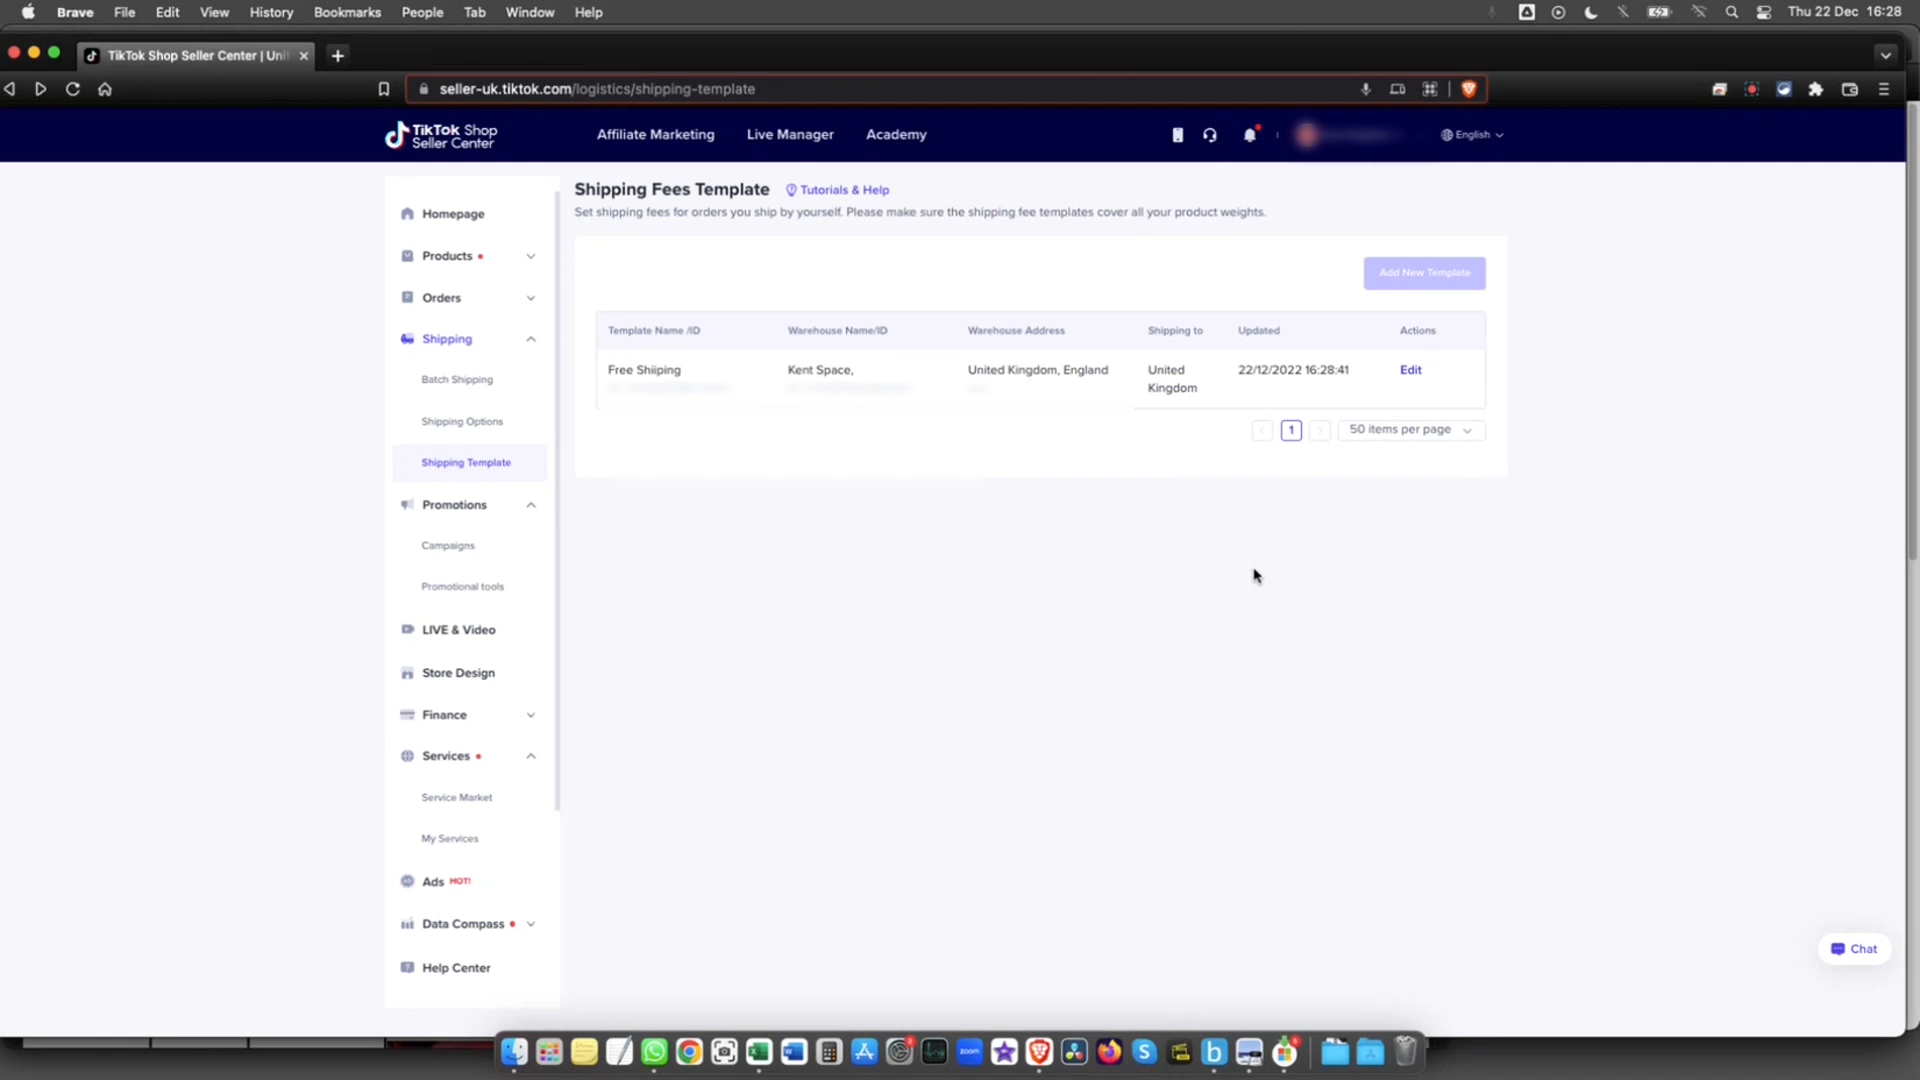 Brave File Edit View History Bookmarks People Tab Window Help
Thu 22 Dec 16:28
TikTok Shop Seller Center | Uni
seller-uk.tiktok.com/logistics/shipping-template
TikTok Shop
Seller Center
Affiliate Marketing
Live Manager
Academy
English
Homepage
Products
Orders
Shipping
Batch Shipping
Shipping Options
Shipping Template
Promotions
Campaigns
Promotional tools
LIVE & Video
Store Design
Finance
Services
Service Market
My Services
Ads HOT!
Data Compass
Help Center
Shipping Fees Template
Tutorials & Help
Set shipping fees for orders you ship by yourself. Please make sure the shipping fee templates cover all your product weights.
Add New Template
Template Name /ID Warehouse Name/ID Warehouse Address Shipping to Updated Actions
Free Shiiping Kent Space, United Kingdom, England United 22/12/2022 16:28:41 Edit
Kingdom
1
50 items per page
Chat
zoom